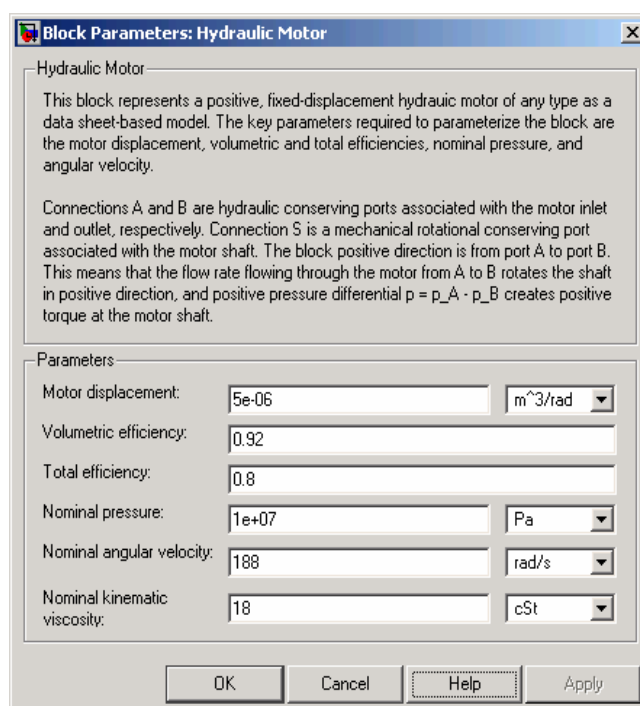 Block Parameters: Hydraulic Motor
Hydraulic Motor
This block represents a positive, fixed-displacement hydrauic motor of any type as a
data sheet-based model. The key parameters required to parameterize the block are
the motor displacement, volumetric and total efficiencies, nominal pressure, and
angular velocity.
Connections A and B are hydraulic conserving ports associated with the motor inlet
and outlet, respectively. Connection S is a mechanical rotational conserving port
associated with the motor shaft. The block positive direction is from port A to port B.
This means that the flow rate flowing through the motor from A to B rotates the shaft
in positive direction, and positive pressure differential p = p_A - p_B creates positive
torque at the motor shaft.
Parameters
Motor displacement: 5e-06 m^3/rad
Volumetric efficiency: 0.92
Total efficiency: 0.8
Nominal pressure: 1e+07 Pa
Nominal angular velocity: 188 rad/s
Nominal kinematic
viscosity: 18 cSt
OK Cancel Help Apply